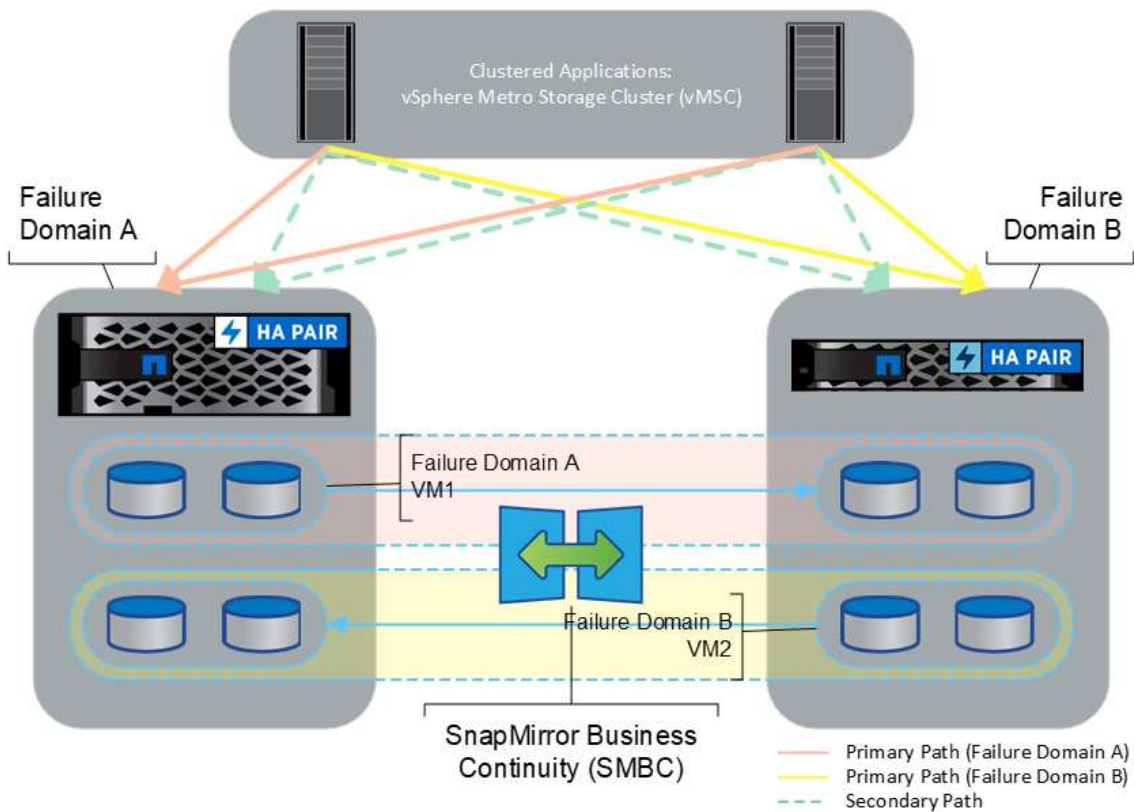 Clustered Applications:
vSphere Metro Storage Cluster (vMSC)
Failure
Domain A
Failure
Domain B
HA PAIR
HA PAIR
Failure Domain A
VM1
Failure Domain B
VM2
SnapMirror Business
Continuity (SMBC)
Primary Path (Failure Domain A)
Primary Path (Failure Domain B)
Secondary Path